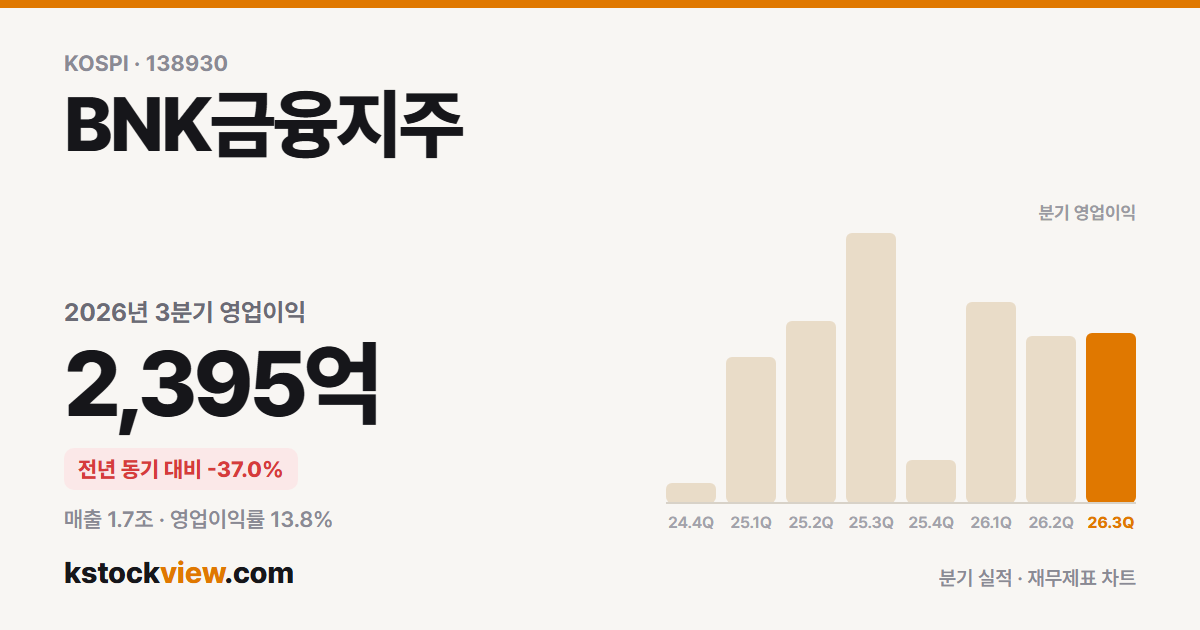 KOSPI · 138930
BNK금융지주
2026년 3분기 영업이익
2,395억
전년 동기 대비 -37.0%
매출 1.7조 · 영업이익률 13.8%
kstockview.com
분기 영업이익
24.4Q 25.1Q 25.2Q 25.3Q 25.4Q 26.1Q 26.2Q 26.3Q
분기 실적 · 재무제표 차트